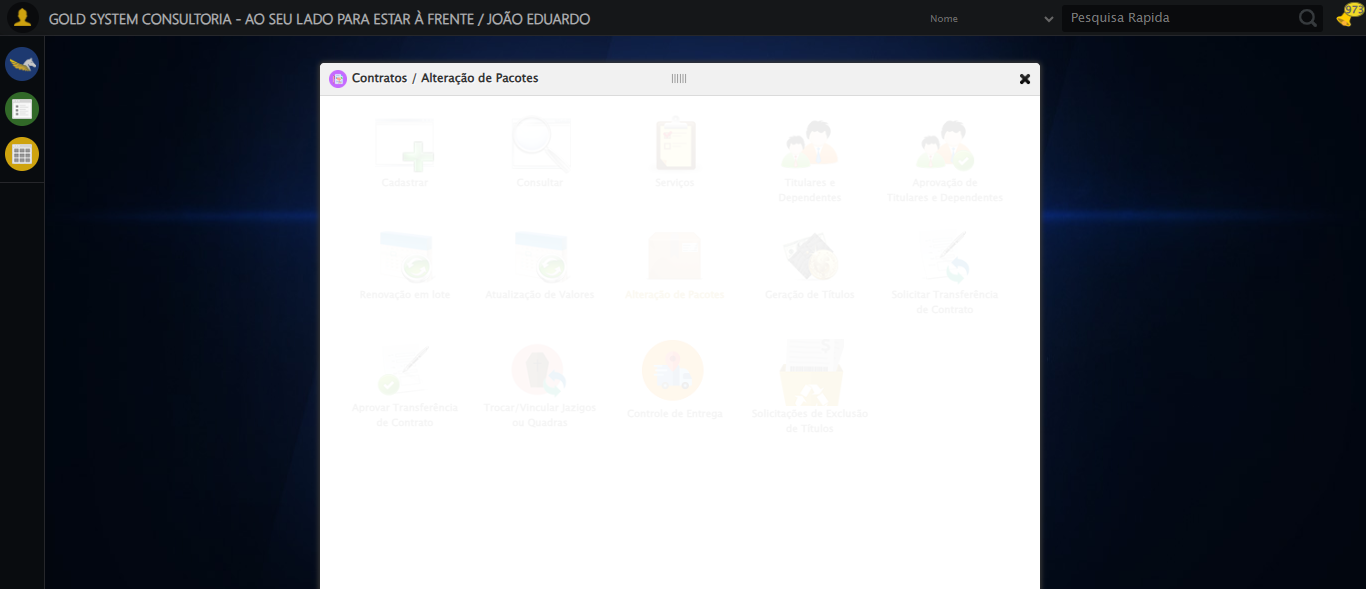 GOLD SYSTEM CONSULTORIA - AO SEU LADO PARA ESTAR À FRENTE / JOÃO EDUARDO
Nome
Pesquisa Rapida
973
Contratos / Alteração de Pacotes
Cadastrar
Consultar
Serviços
Titulares e
Dependentes
Aprovação de
Titulares e Dependentes
Renovação em lote
Atualização de Valores
Alteração de Pacotes
Geração de Títulos
Solicitar Transferência
de Contrato
Aprovar Transferência
de Contrato
Trocar/Vincular Jazigos
ou Quadras
Controle de Entrega
Solicitações de Exclusão
de Títulos